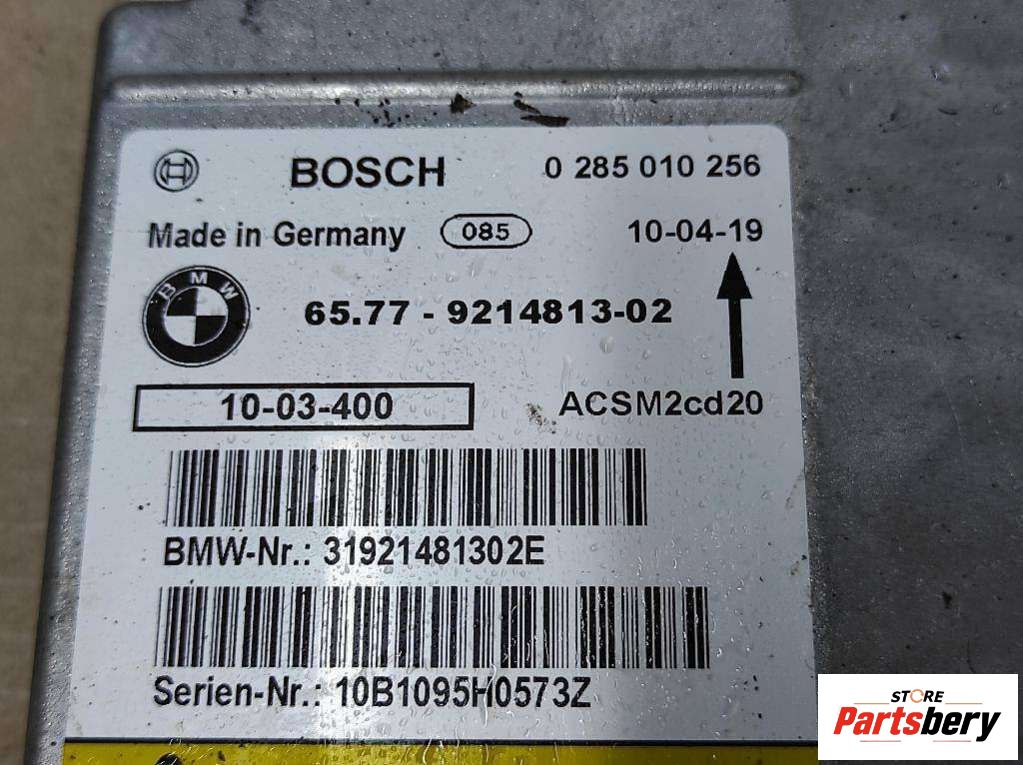 BOSCH 0 285 010 256
Made in Germany 085 10-04-19
BMW
65.77 - 9214813-02
10-03-400 ACSM2cd20
BMW-Nr.: 31921481302E
Serien-Nr.: 10B1095H0573Z
STORE
Partsbery